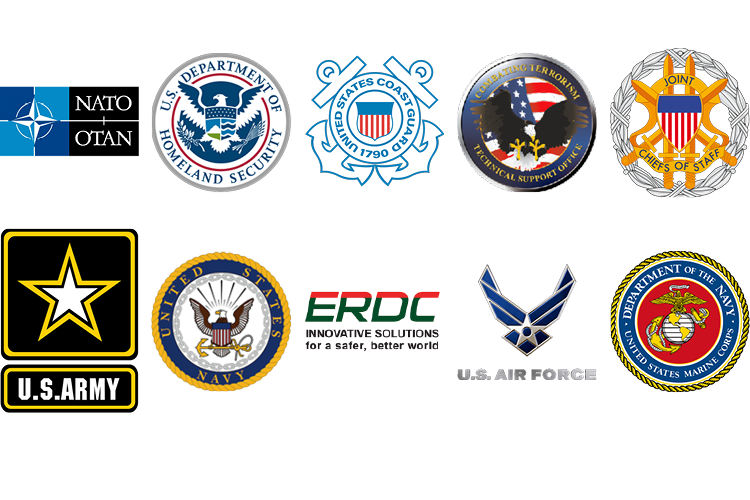 NATO
OTAN
U.S. DEPARTMENT OF
HOMELAND SECURITY
UNITED STATES COAST GUARD
1790
COMBATING TERRORISM
TECHNICAL SUPPORT OFFICE
JOINT
CHIEFS OF STAFF
U.S.ARMY
UNITED STATES
NAVY
ERDC
INNOVATIVE SOLUTIONS
for a safer, better world
U.S. AIR FORCE
DEPARTMENT OF THE NAVY
UNITED STATES MARINE CORPS